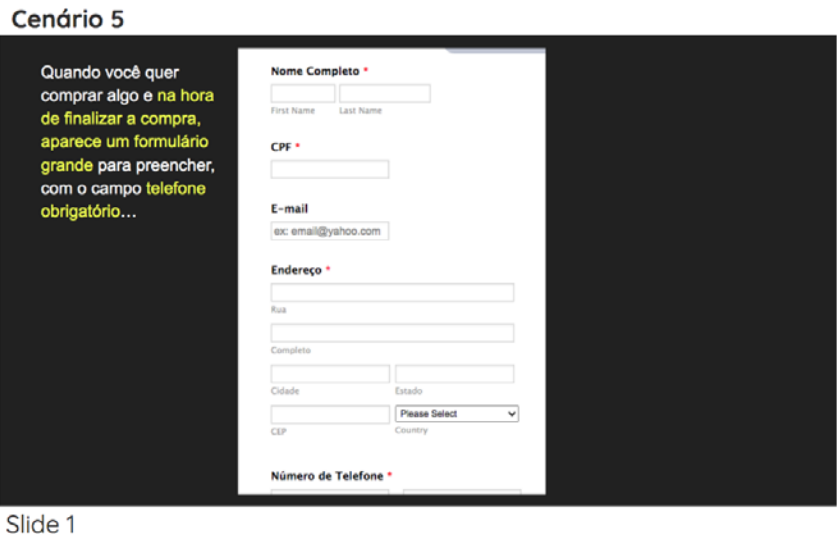 Cenário 5
Quando você quer
comprar algo e na hora
de finalizar a compra,
aparece um formulário
grande para preencher,
com o campo telefone
obrigatório...
Nome Completo *
First Name Last Name
CPF *
E-mail
ex: email@yahoo.com
Endereço *
Rua
Completo
Cidade Estado
Please Select
CEP Country
Número de Telefone *
Slide 1